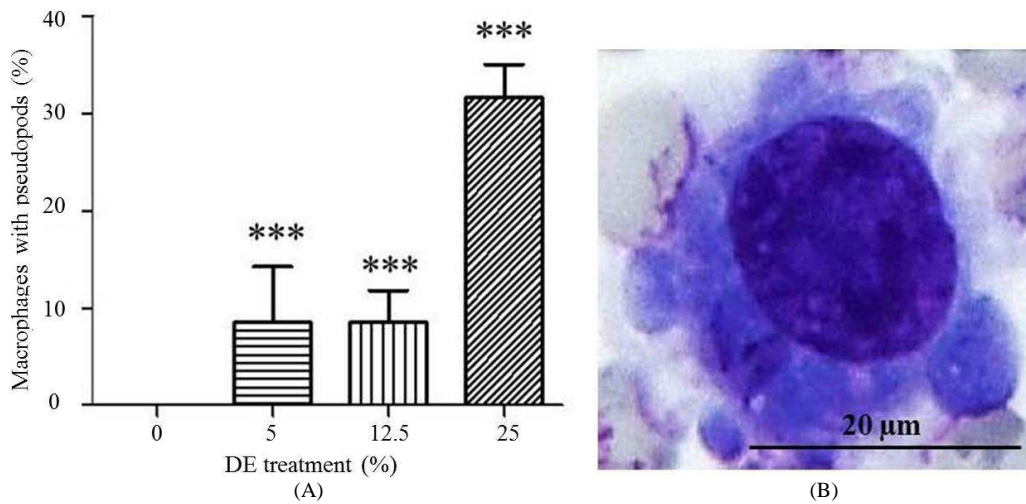 40
30
20
10
0
Macrophages with pseudopods (%)
***
***
***
0 5 12.5 25
DE treatment (%)
(A)
20 µm
(B)